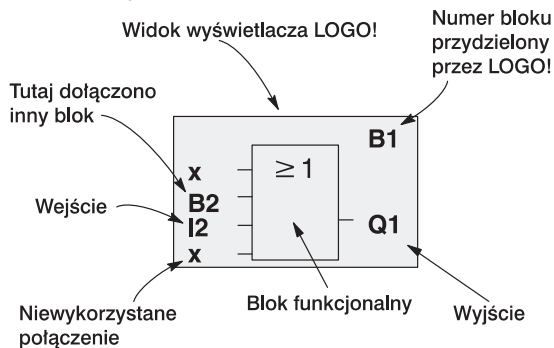 Widok wyświetlacza LOGO!
Numer bloku
przydzielony
przez LOGO!
Tutaj dołączono
inny blok
B1
x
≥ 1
B2
Wejście
I2
Q1
x
Niewykorzystane
połączenie
Blok funkcjonalny
Wyjście